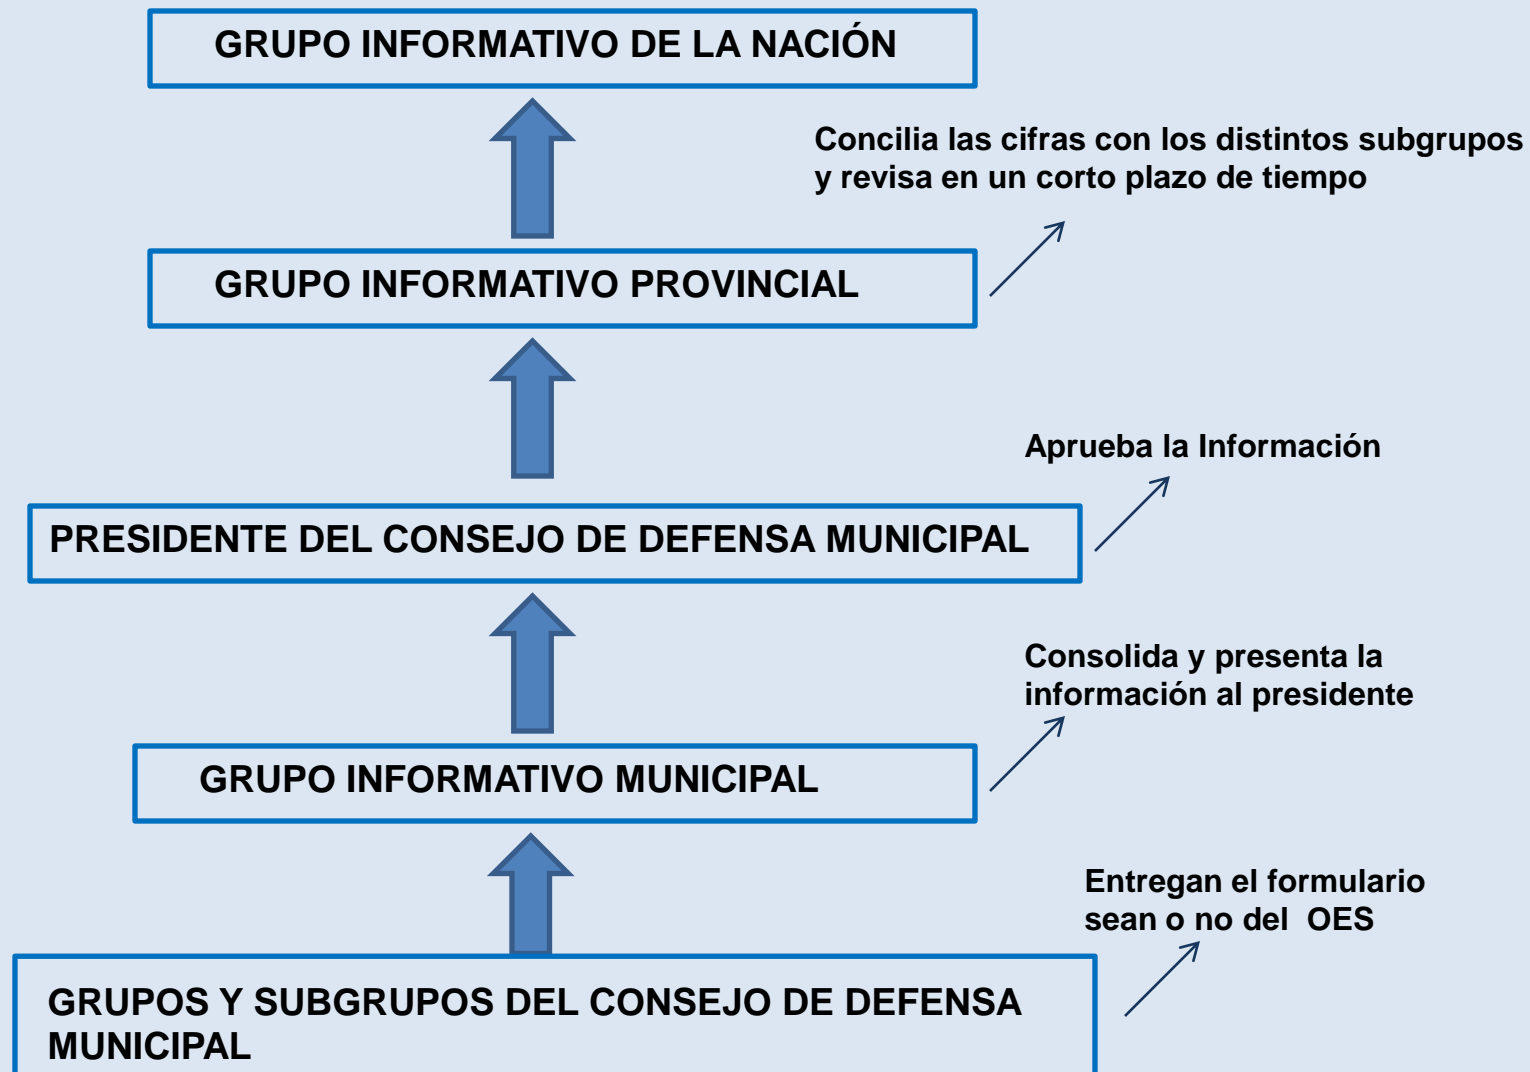 GRUPO INFORMATIVO DE LA NACIÓN
Concilia las cifras con los distintos subgrupos
y revisa en un corto plazo de tiempo
GRUPO INFORMATIVO PROVINCIAL
Aprueba la Información
PRESIDENTE DEL CONSEJO DE DEFENSA MUNICIPAL
Consolida y presenta la
información al presidente
GRUPO INFORMATIVO MUNICIPAL
Entregan el formulario
sean o no del OES
GRUPOS Y SUBGRUPOS DEL CONSEJO DE DEFENSA
MUNICIPAL